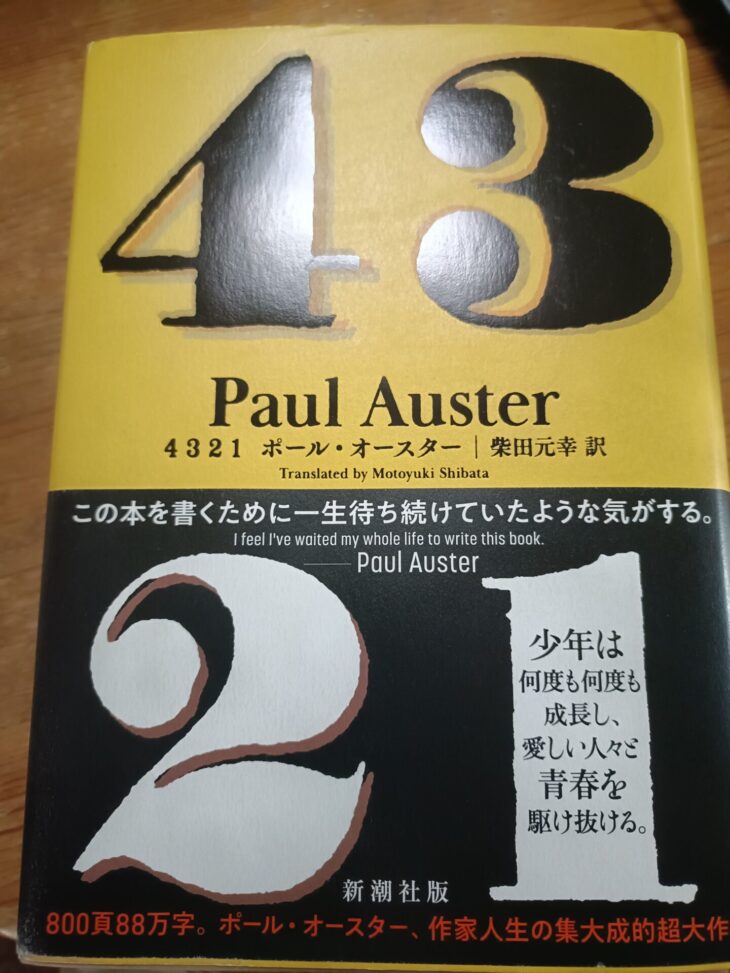 43
Paul Auster
4321 ポール・オースター｜柴田元幸 訳
Translated by Motoyuki Shibata
この本を書くために一生待ち続けていたような気がする。
I feel I've waited my whole life to write this book.
—— Paul Auster
21
少年は
何度も何度も
成長し、
愛しい人々と
青春を
駆け抜ける。
新潮社版
800頁88万字。ポール・オースター、作家人生の集大成的超大作